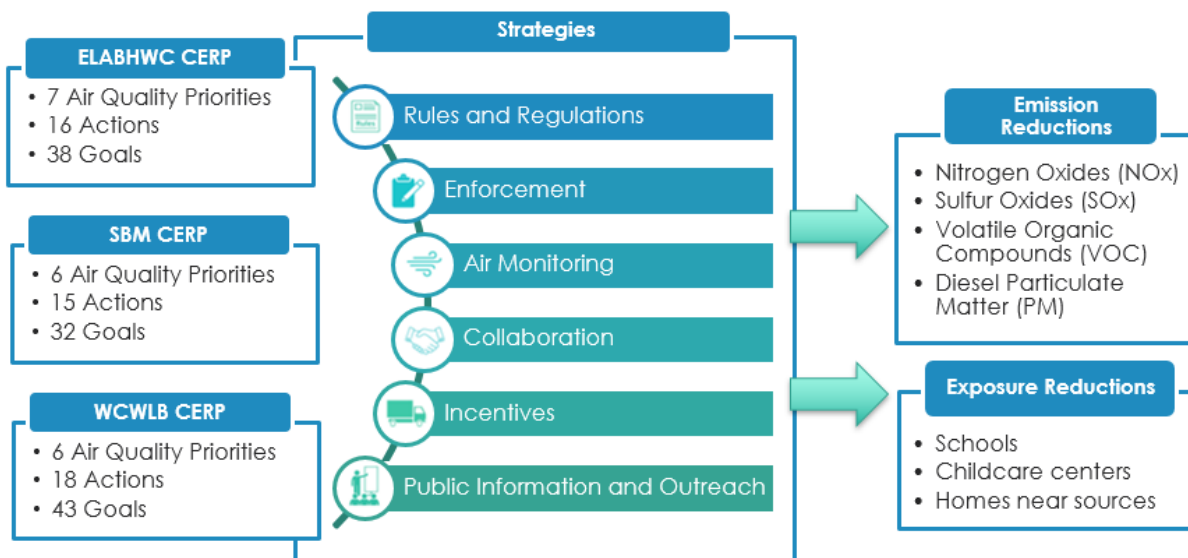 ELABHWC CERP
• 7 Air Quality Priorities
• 16 Actions
• 38 Goals
SBM CERP
• 6 Air Quality Priorities
• 15 Actions
• 32 Goals
WCWLB CERP
• 6 Air Quality Priorities
• 18 Actions
• 43 Goals
Strategies
Rules
Rules and Regulations
Enforcement
Air Monitoring
Collaboration
Incentives
Public Information and Outreach
Emission
Reductions
• Nitrogen Oxides (NOx)
• Sulfur Oxides (SOx)
• Volatile Organic
Compounds (VOC)
• Diesel Particulate
Matter (PM)
Exposure Reductions
• Schools
• Childcare centers
• Homes near sources